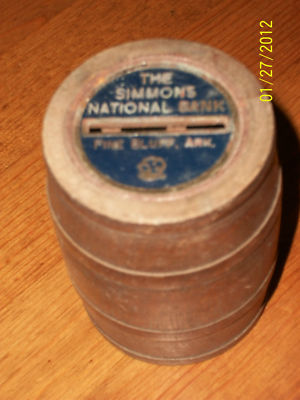 THE
SIMMONS
NATIONAL BANK
PINE BLUFF, ARK.
01/27/2012